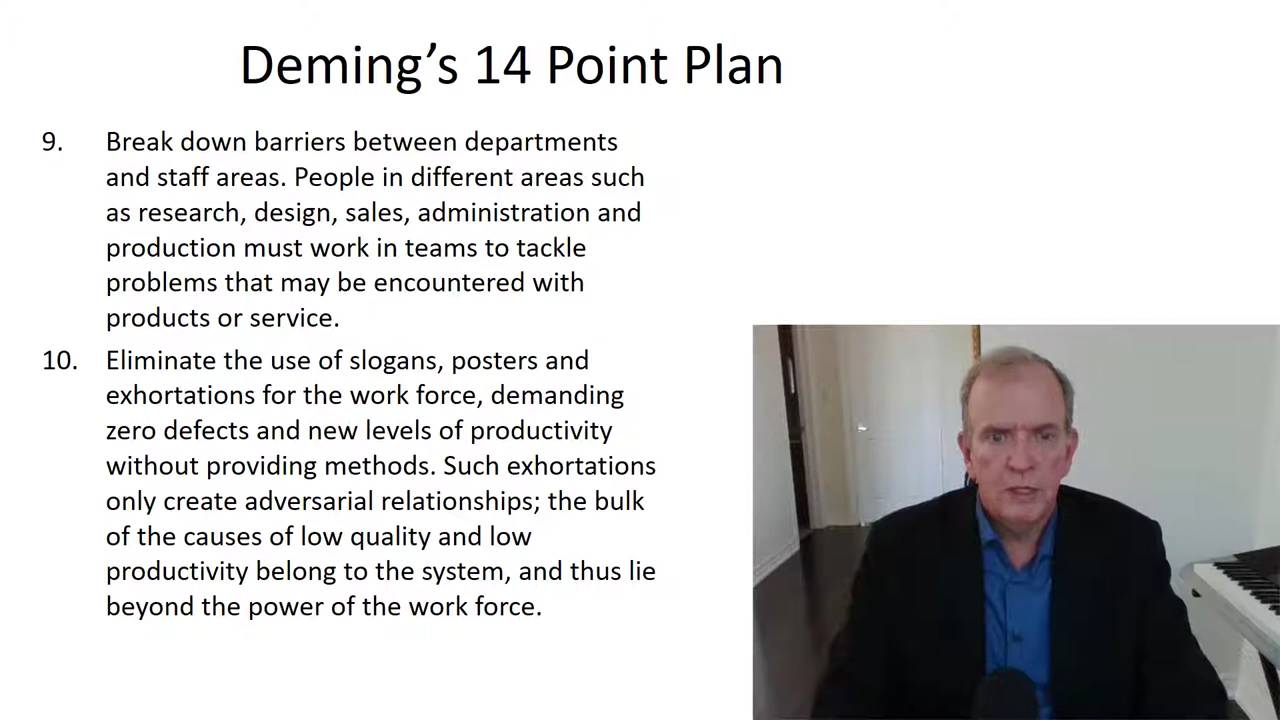 Deming’s 14 Point Plan
9. Break down barriers between departments
and staff areas. People in different areas such
as research, design, sales, administration and
production must work in teams to tackle
problems that may be encountered with
products or service.
10. Eliminate the use of slogans, posters and
exhortations for the work force, demanding
zero defects and new levels of productivity
without providing methods. Such exhortations
only create adversarial relationships; the bulk
of the causes of low quality and low
productivity belong to the system, and thus lie
beyond the power of the work force.